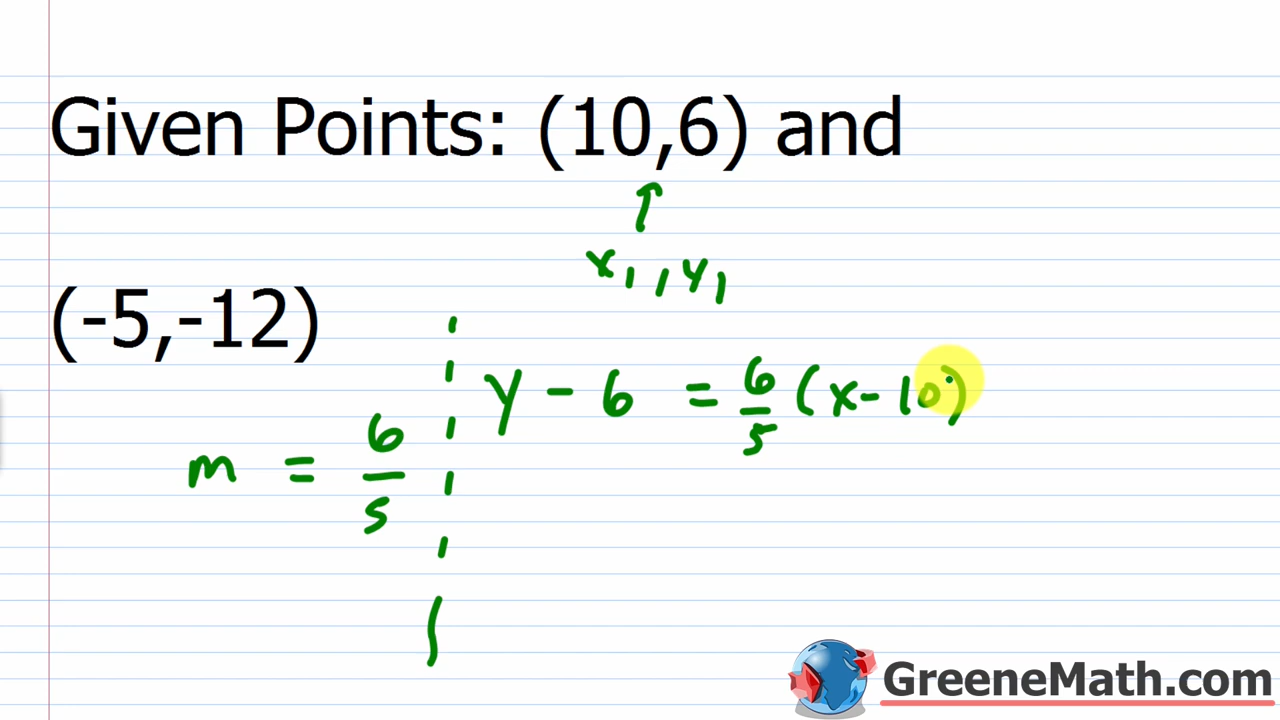 Given Points: (10,6) and
x₁, y₁
(-5,-12)
y - 6 = 6/5 (x - 10)
m = 6/5
GreeneMath.com